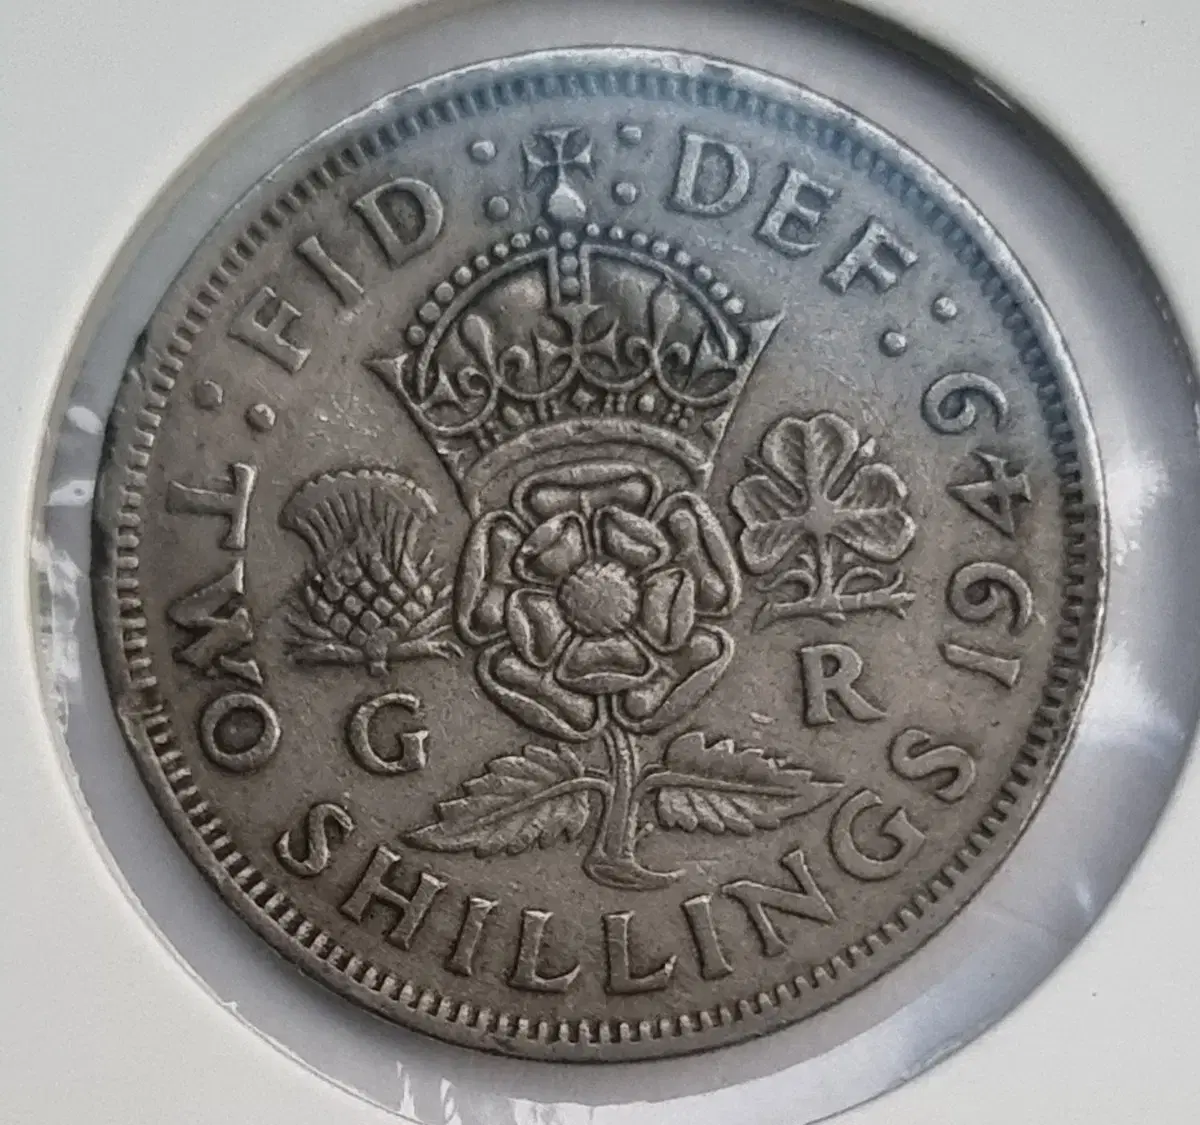 : FID : : DEF :
G R
TWO SHILLINGS 1949